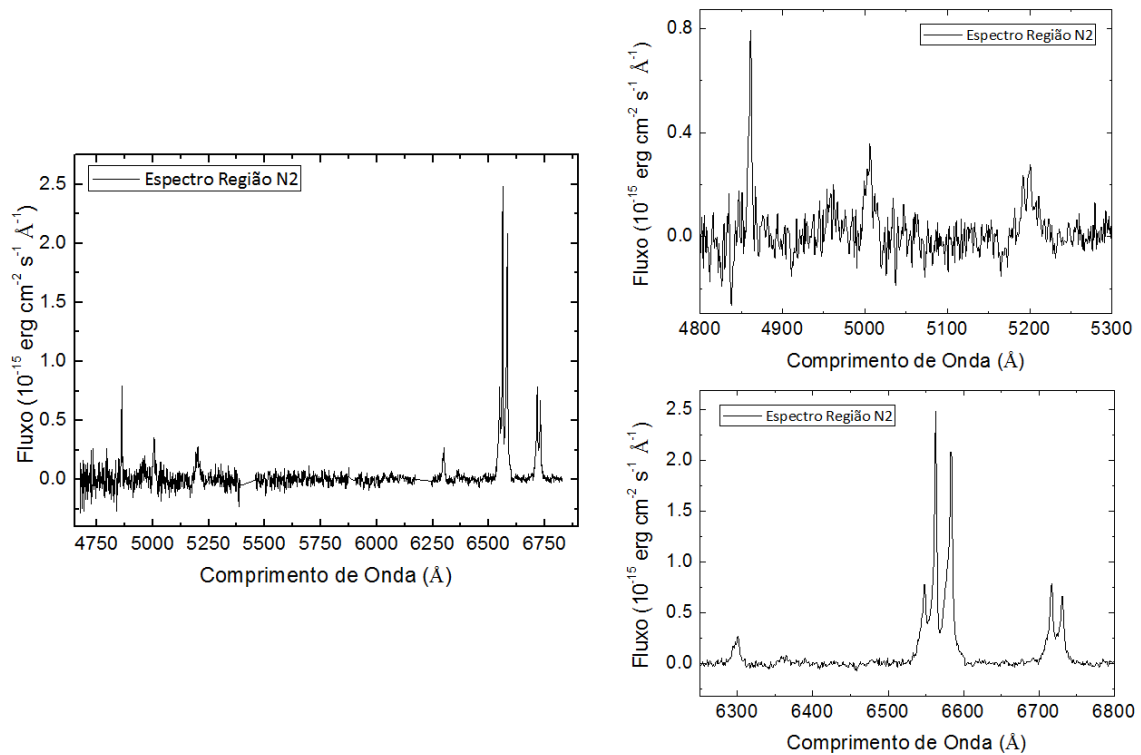 Espectro Região N2
Fluxo (10⁻¹⁵ erg cm⁻² s⁻¹ Å⁻¹)
2.5
2.0
1.5
1.0
0.5
0.0
4750 5000 5250 5500 5750 6000 6250 6500 6750
Comprimento de Onda (Å)
Espectro Região N2
Fluxo (10⁻¹⁵ erg cm⁻² s⁻¹ Å⁻¹)
0.8
0.4
0.0
4800 4900 5000 5100 5200 5300
Comprimento de Onda (Å)
Espectro Região N2
Fluxo (10⁻¹⁵ erg cm⁻² s⁻¹ Å⁻¹)
2.5
2.0
1.5
1.0
0.5
0.0
6300 6400 6500 6600 6700 6800
Comprimento de Onda (Å)